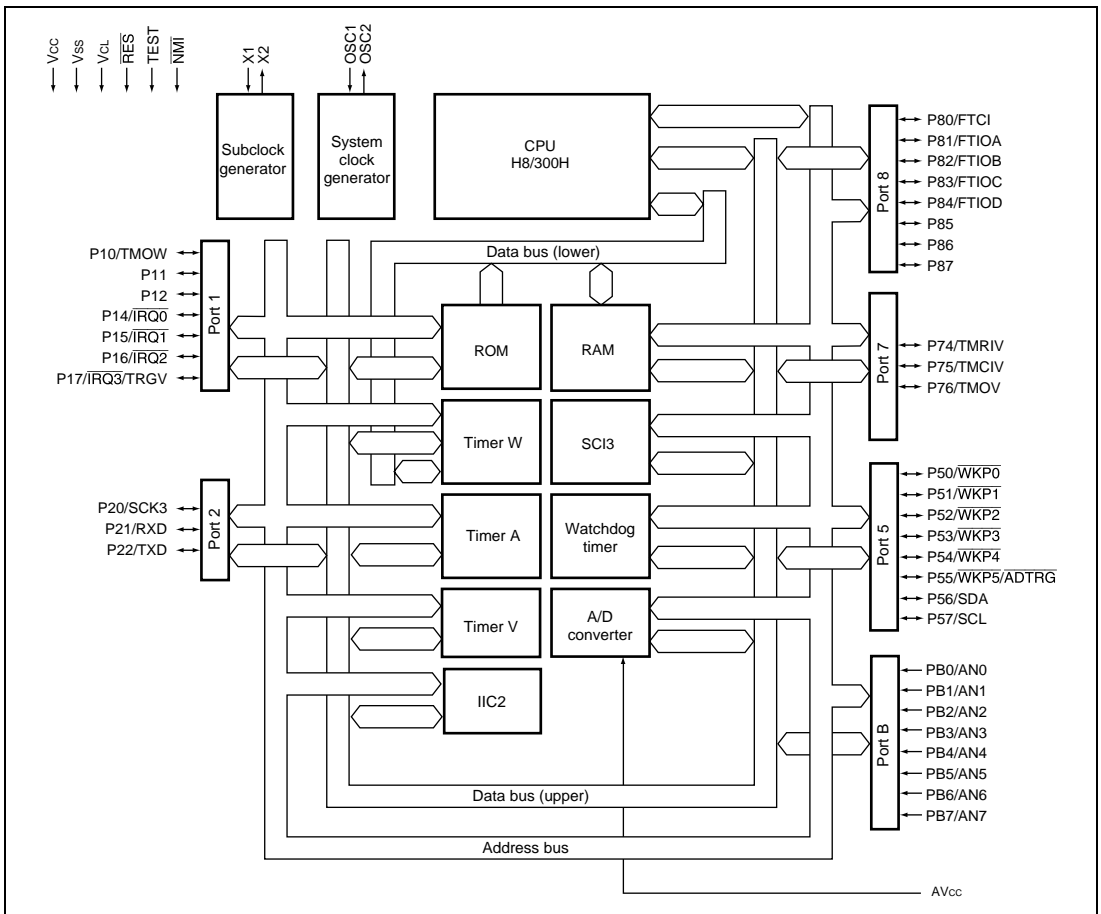 Vcc
Vss
VcL
RES
TEST
NMI
X1
X2
OSC1
OSC2
Subclock
generator
System
clock
generator
CPU
H8/300H
Data bus (lower)
P10/TMOW
P11
P12
P14/IRQ0
P15/IRQ1
P16/IRQ2
P17/IRQ3/TRGV
Port 1
P20/SCK3
P21/RXD
P22/TXD
Port 2
ROM
RAM
Timer W
SCI3
Timer A
Watchdog
timer
Timer V
A/D
converter
IIC2
Port 8
P80/FTCI
P81/FTIOA
P82/FTIOB
P83/FTIOC
P84/FTIOD
P85
P86
P87
Port 7
P74/TMRIV
P75/TMCIV
P76/TMOV
Port 5
P50/WKP0
P51/WKP1
P52/WKP2
P53/WKP3
P54/WKP4
P55/WKP5/ADTRG
P56/SDA
P57/SCL
Port B
PB0/AN0
PB1/AN1
PB2/AN2
PB3/AN3
PB4/AN4
PB5/AN5
PB6/AN6
PB7/AN7
Data bus (upper)
Address bus
AVcc